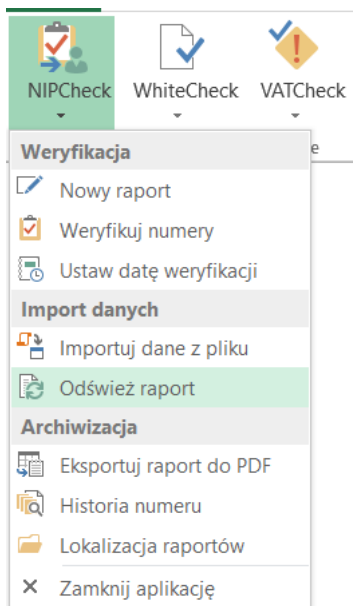 NIPCheck WhiteCheck VATCheck
e
Weryfikacja
Nowy raport
Weryfikuj numery
Ustaw datę weryfikacji
Import danych
Importuj dane z pliku
Odśwież raport
Archiwizacja
Eksportuj raport do PDF
Historia numeru
Lokalizacja raportów
Zamknij aplikację